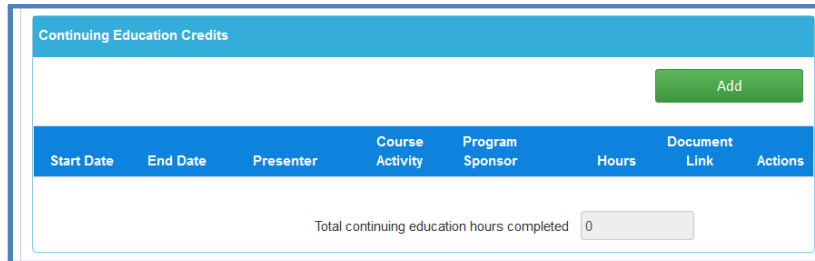 Continuing Education Credits
Add
Start Date End Date Presenter Course Activity Program Sponsor Hours Document Link Actions
Total continuing education hours completed 0